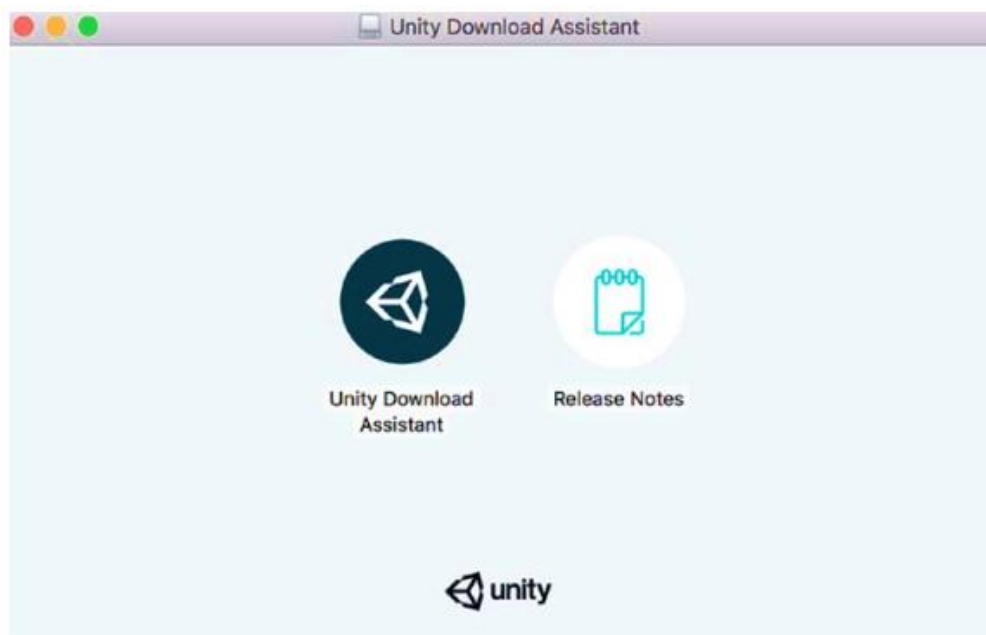 Unity Download Assistant
Unity Download
Assistant
Release Notes
unity